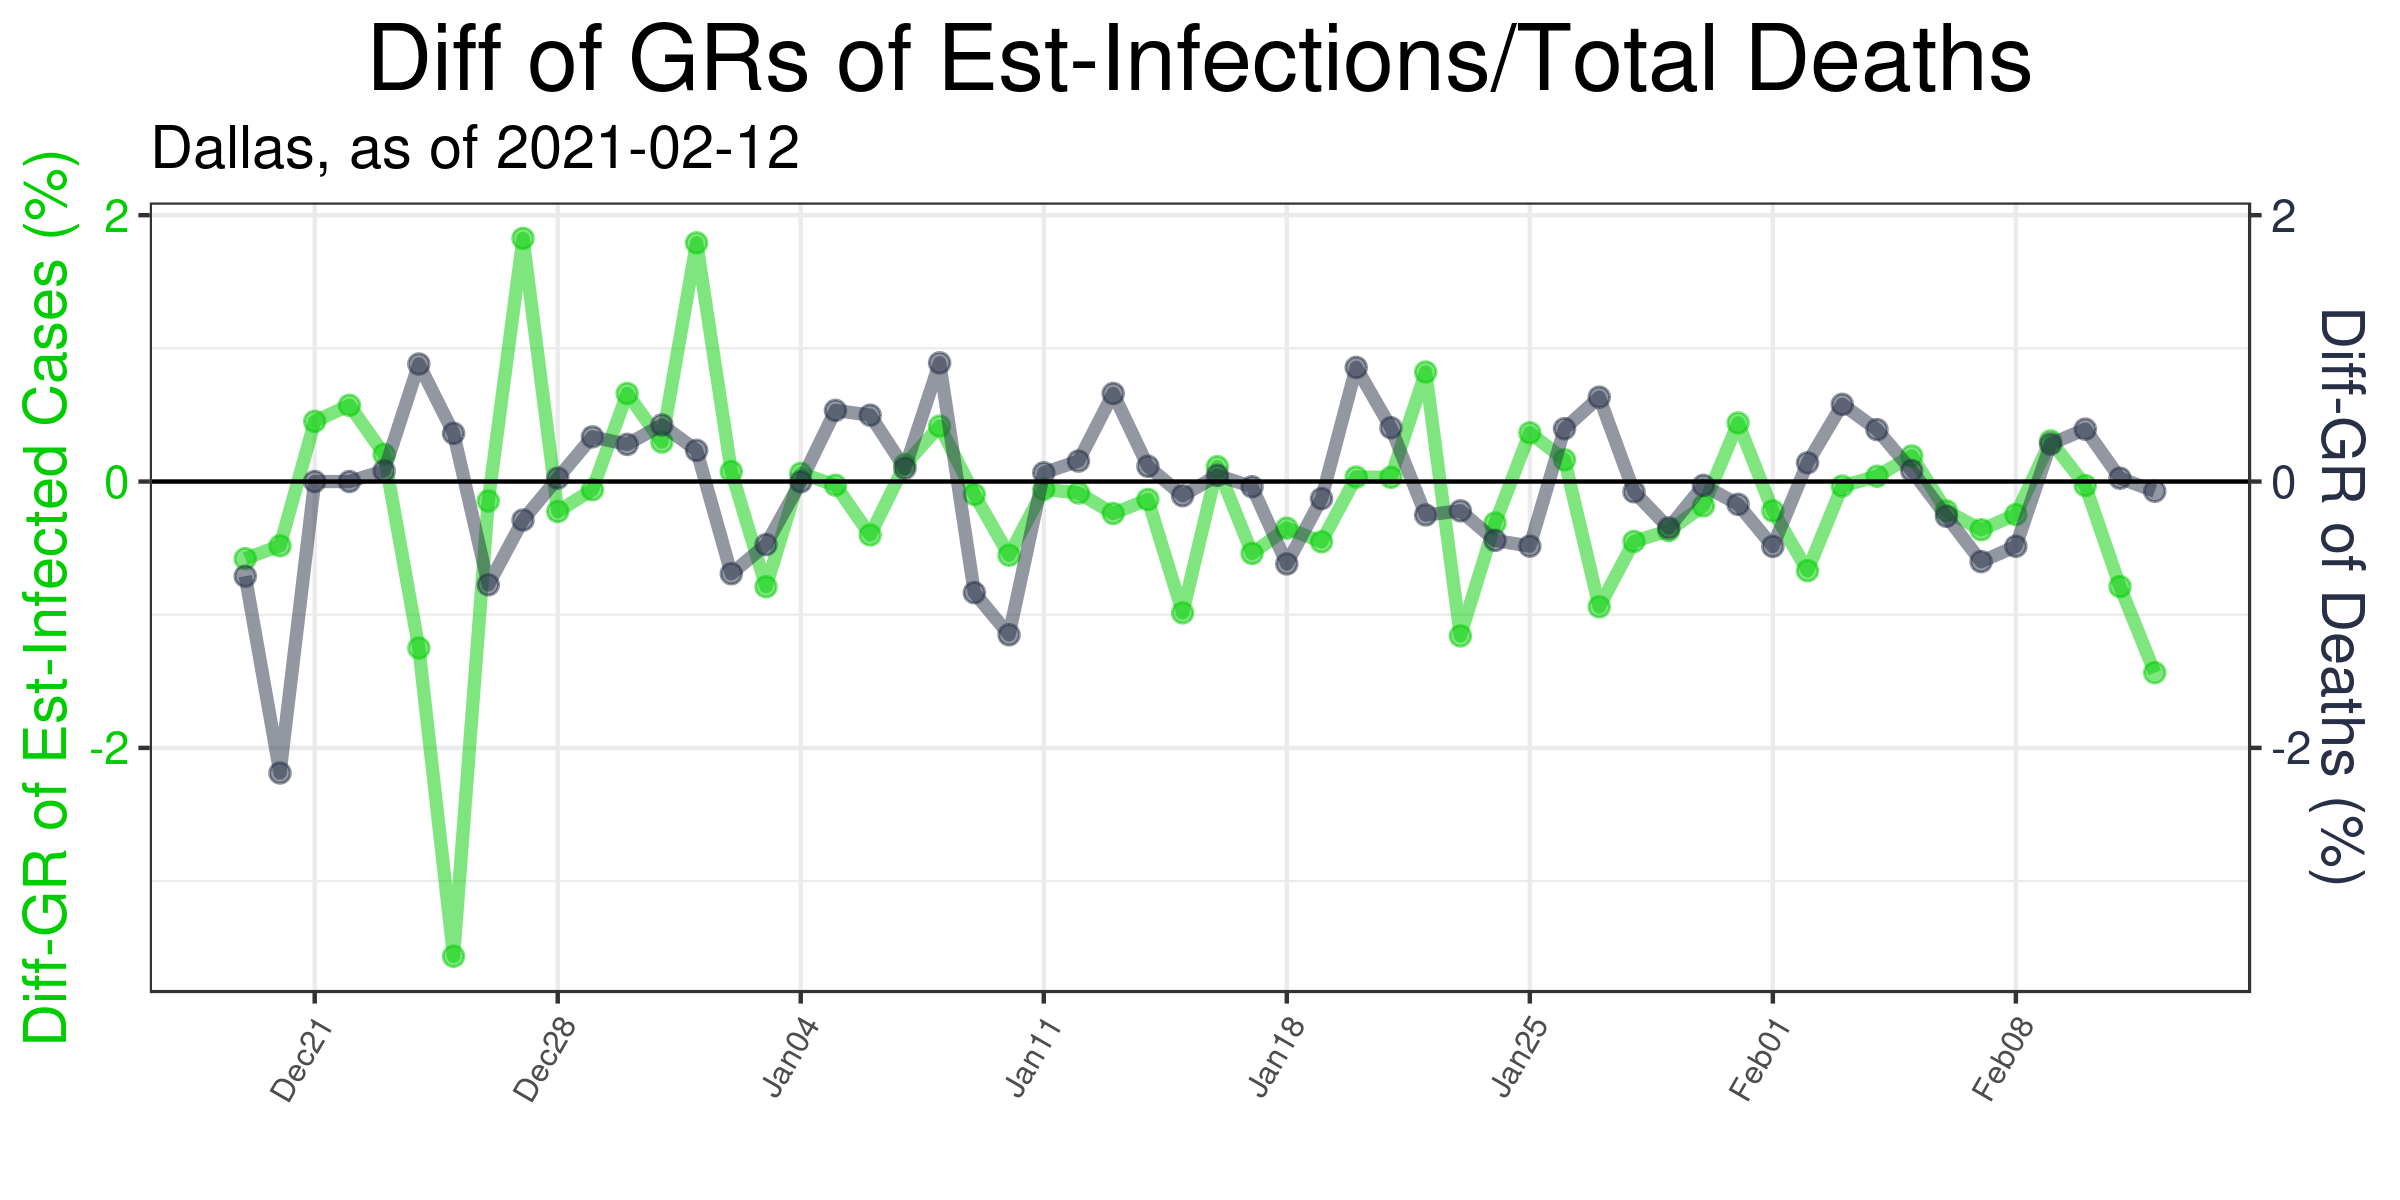 Diff of GRs of Est-Infections/Total Deaths
Dallas, as of 2021-02-12
Diff-GR of Est-Infected Cases (%)
2
0
-2
2
0
-2
Diff-GR of Deaths (%)
Dec21
Dec28
Jan04
Jan11
Jan18
Jan25
Feb01
Feb08